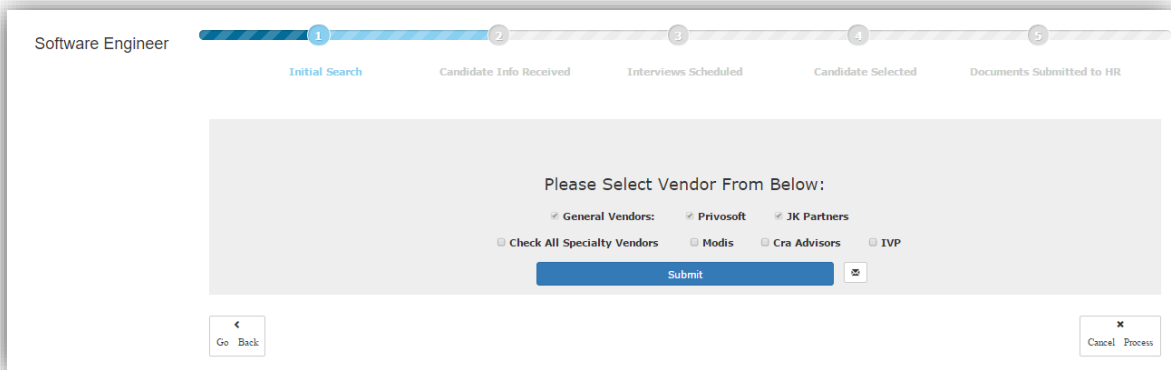 Software Engineer
1 2 3 4 5
Initial Search Candidate Info Received Interviews Scheduled Candidate Selected Documents Submitted to HR
Please Select Vendor From Below:
General Vendors: Privosoft JK Partners
Check All Specialty Vendors Modis Cra Advisors IVP
Submit
Go Back
Cancel Process